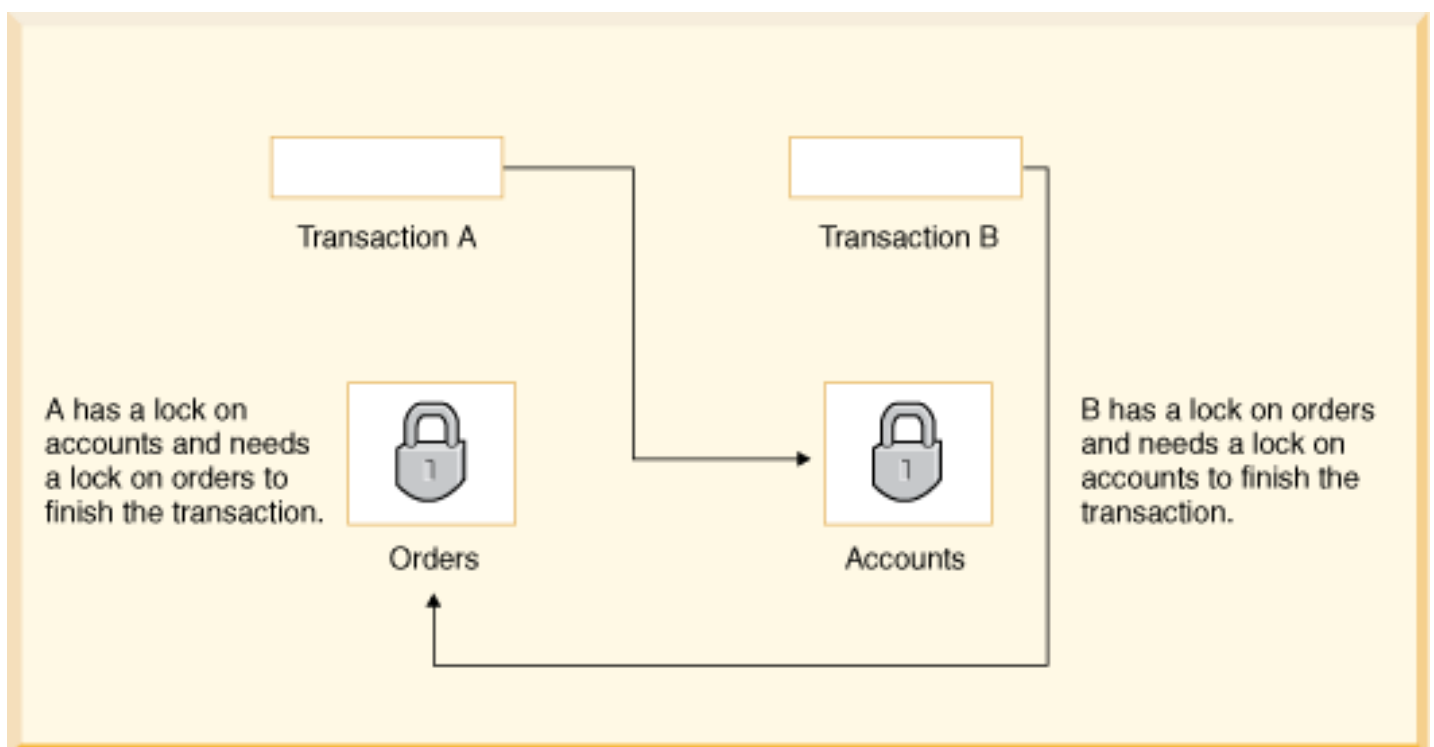 Transaction A
Transaction B
A has a lock on
accounts and needs
a lock on orders to
finish the transaction.
B has a lock on orders
and needs a lock on
accounts to finish the
transaction.
Orders
Accounts